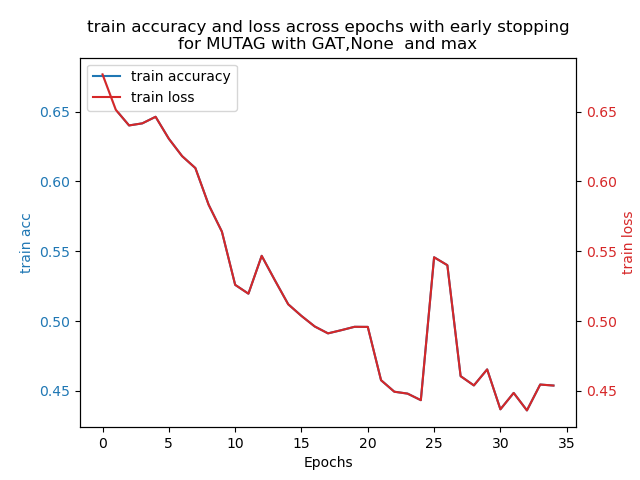 train accuracy and loss across epochs with early stopping
for MUTAG with GAT,None  and max
train accuracy
train loss
train acc
0.65
0.60
0.55
0.50
0.45
train loss
0.65
0.60
0.55
0.50
0.45
0
5
10
15
20
25
30
35
Epochs